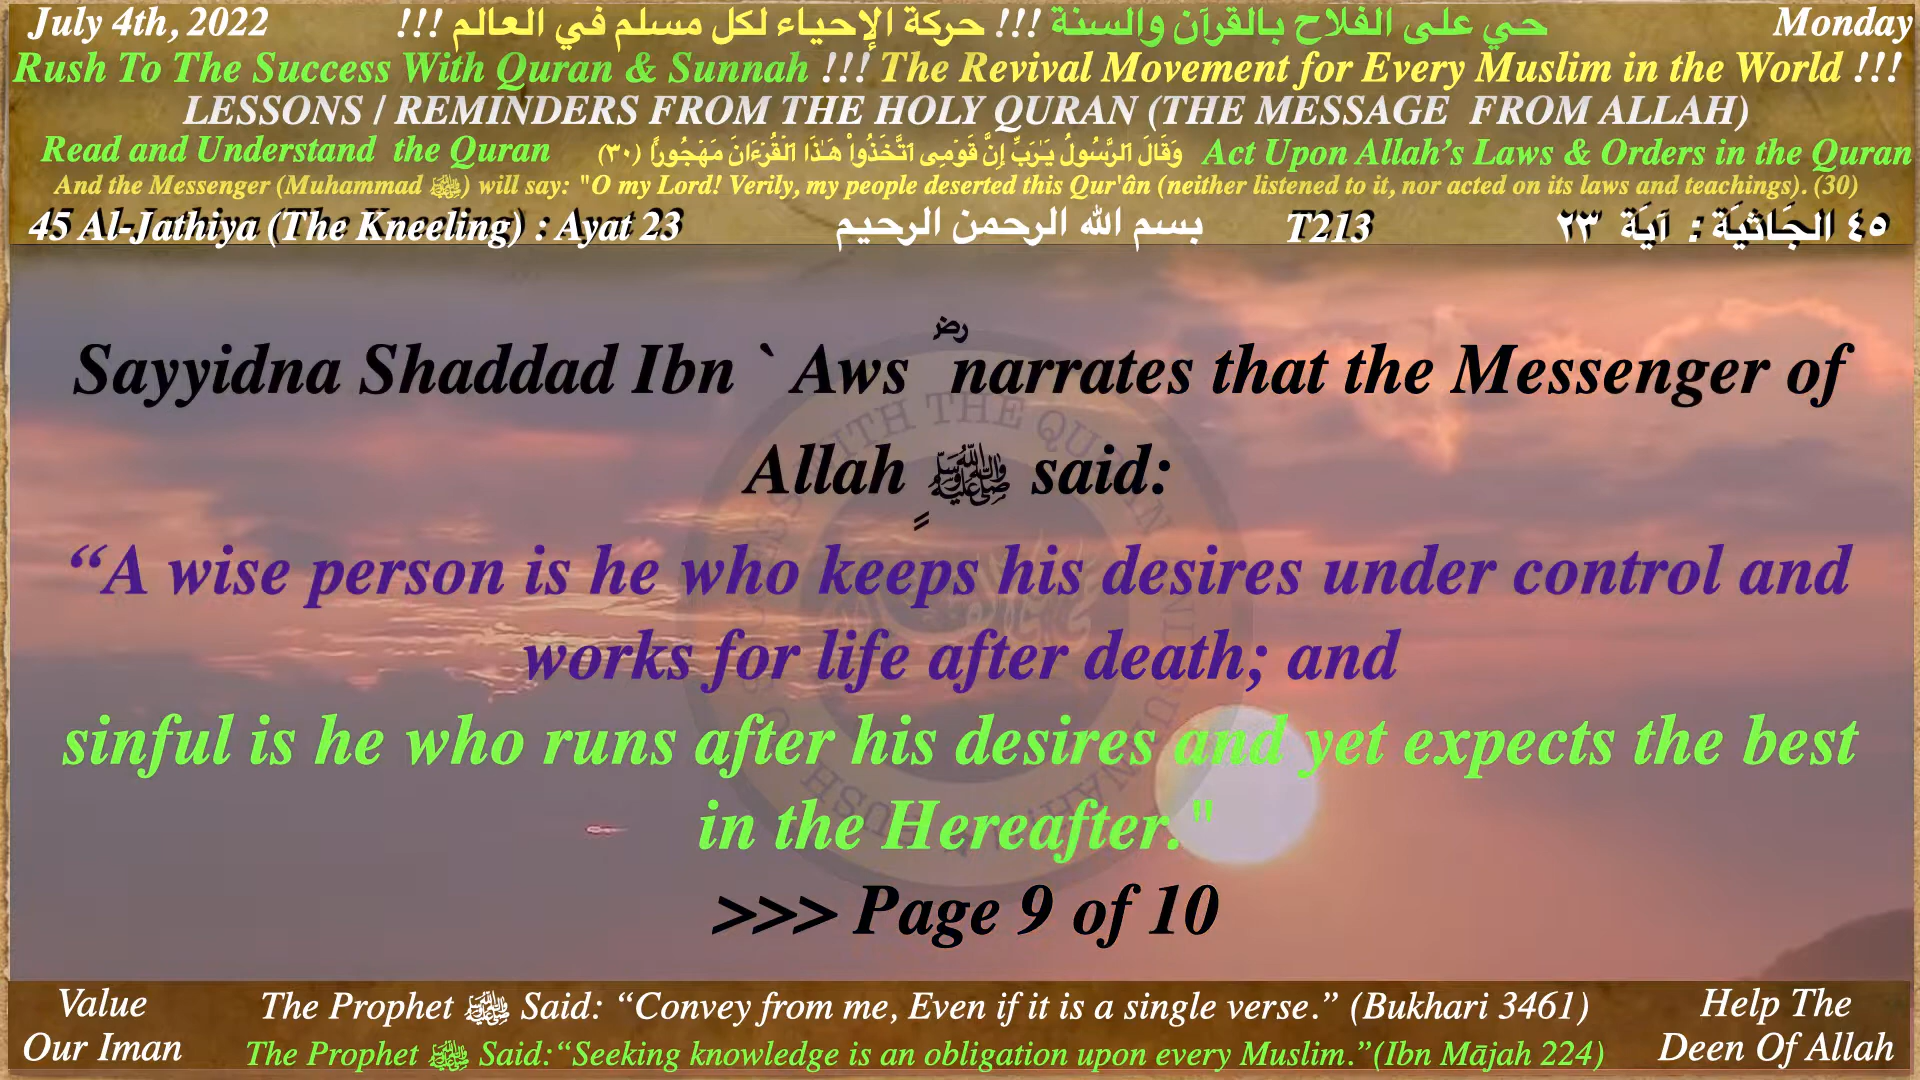 July 4th, 2022 حي على الفلاح بالقرآن والسنة !!! حركة الإحياء لكل مسلم في العالم !!! Monday
Rush To The Success With Quran & Sunnah !!! The Revival Movement for Every Muslim in the World !!!
LESSONS / REMINDERS FROM THE HOLY QURAN (THE MESSAGE FROM ALLAH)
Read and Understand the Quran وَقَالَ ٱلرَّسُولُ يَـٰرَبِّ إِنَّ قَوْمِى ٱتَّخَذُوا۟ هَـٰذَا ٱلْقُرْءَانَ مَهْجُورًا (٣٠) Act Upon Allah’s Laws & Orders in the Quran
And the Messenger (Muhammad ﷺ) will say: "O my Lord! Verily, my people deserted this Qur'ân (neither listened to it, nor acted on its laws and teachings). (30)
45 Al-Jathiya (The Kneeling) : Ayat 23 بسم الله الرحمن الرحيم T213 ٤٥ الجَاثيَة : آيَة ٢٣
Sayyidna Shaddad Ibn ` Aws رض narrates that the Messenger of
Allah ﷺ said:
“A wise person is he who keeps his desires under control and
works for life after death; and
sinful is he who runs after his desires and yet expects the best
in the Hereafter."
>>> Page 9 of 10
Value
Our Iman
The Prophet ﷺ Said: “Convey from me, Even if it is a single verse.” (Bukhari 3461)
The Prophet ﷺ Said:“Seeking knowledge is an obligation upon every Muslim.”(Ibn Mājah 224)
Help The
Deen Of Allah